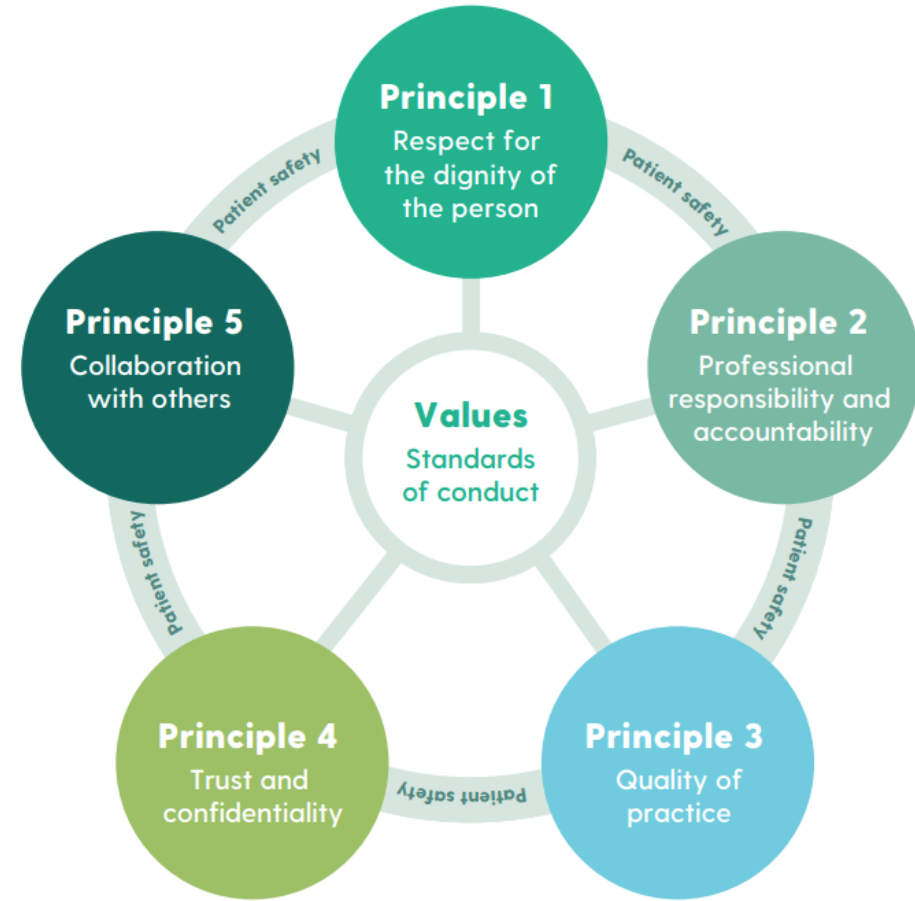 Principle 1
Respect for
the dignity of
the person
Patient safety
Principle 2
Professional
responsibility and
accountability
Patient safety
Principle 3
Quality of
practice
Patient safety
Principle 4
Trust and
confidentiality
Patient safety
Principle 5
Collaboration
with others
Patient safety
Values
Standards
of conduct